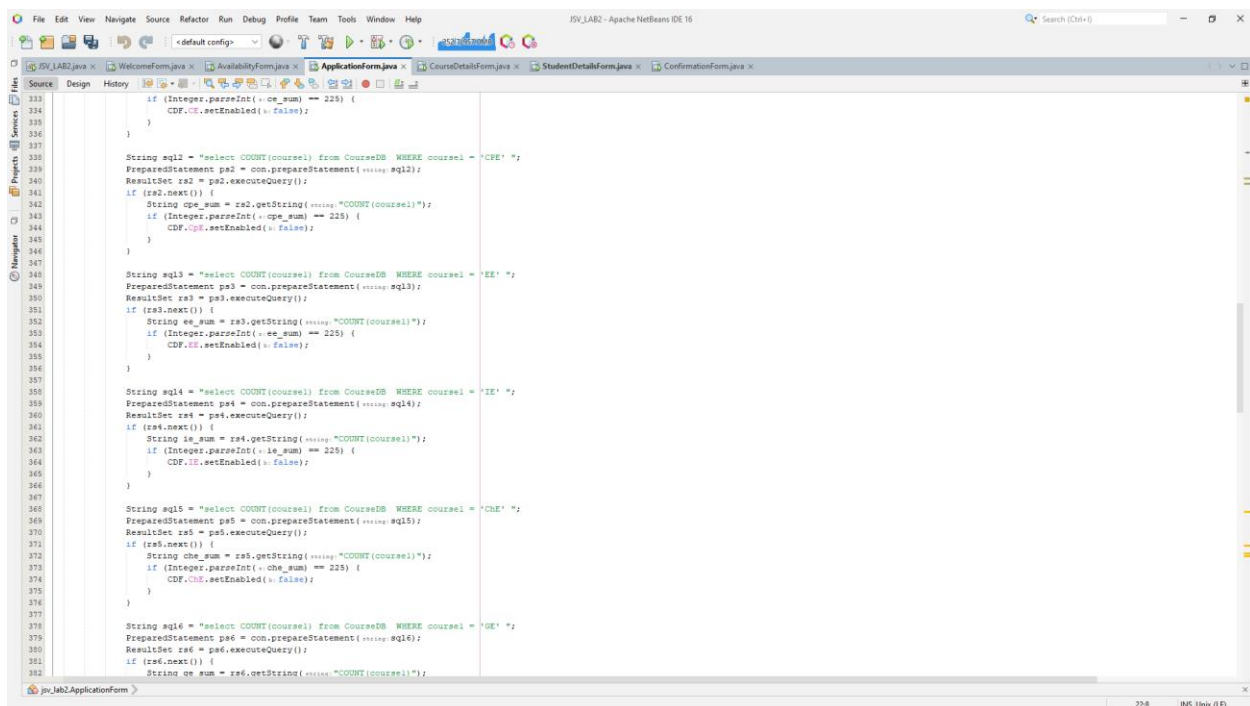 File Edit View Navigate Source Refactor Run Debug Profile Team Tools Window Help JSV_LAB2 - Apache NetBeans IDE 16 Search (Ctrl+I)
<default config>
JSV_LAB2.java × WelcomeForm.java × AvailabilityForm.java × ApplicationForm.java × CourseDetailsForm.java × StudentDetailsForm.java × ConfirmationForm.java ×
Source Design History
Files
Services
Projects
Navigator
333 if (Integer.parseInt(s: ce_sum) == 225) {
334 CDF.CE.setEnabled(b: false);
335 }
336 }
337
338 String sql2 = "select COUNT(course1) from CourseDB WHERE course1 = 'CPE' ";
339 PreparedStatement ps2 = con.prepareStatement(string: sql2);
340 ResultSet rs2 = ps2.executeQuery();
341 if (rs2.next()) {
342 String cpe_sum = rs2.getString(string: "COUNT(course1)");
343 if (Integer.parseInt(s: cpe_sum) == 225) {
344 CDF.CpE.setEnabled(b: false);
345 }
346 }
347
348 String sql3 = "select COUNT(course1) from CourseDB WHERE course1 = 'EE' ";
349 PreparedStatement ps3 = con.prepareStatement(string: sql3);
350 ResultSet rs3 = ps3.executeQuery();
351 if (rs3.next()) {
352 String ee_sum = rs3.getString(string: "COUNT(course1)");
353 if (Integer.parseInt(s: ee_sum) == 225) {
354 CDF.EE.setEnabled(b: false);
355 }
356 }
357
358 String sql4 = "select COUNT(course1) from CourseDB WHERE course1 = 'IE' ";
359 PreparedStatement ps4 = con.prepareStatement(string: sql4);
360 ResultSet rs4 = ps4.executeQuery();
361 if (rs4.next()) {
362 String ie_sum = rs4.getString(string: "COUNT(course1)");
363 if (Integer.parseInt(s: ie_sum) == 225) {
364 CDF.IE.setEnabled(b: false);
365 }
366 }
367
368 String sql5 = "select COUNT(course1) from CourseDB WHERE course1 = 'ChE' ";
369 PreparedStatement ps5 = con.prepareStatement(string: sql5);
370 ResultSet rs5 = ps5.executeQuery();
371 if (rs5.next()) {
372 String che_sum = rs5.getString(string: "COUNT(course1)");
373 if (Integer.parseInt(s: che_sum) == 225) {
374 CDF.ChE.setEnabled(b: false);
375 }
376 }
377
378 String sql6 = "select COUNT(course1) from CourseDB WHERE course1 = 'GE' ";
379 PreparedStatement ps6 = con.prepareStatement(string: sql6);
380 ResultSet rs6 = ps6.executeQuery();
381 if (rs6.next()) {
382 String ge_sum = rs6.getString(string: "COUNT(course1)");
jsv_lab2.ApplicationForm
22:8 INS Unix (LF)